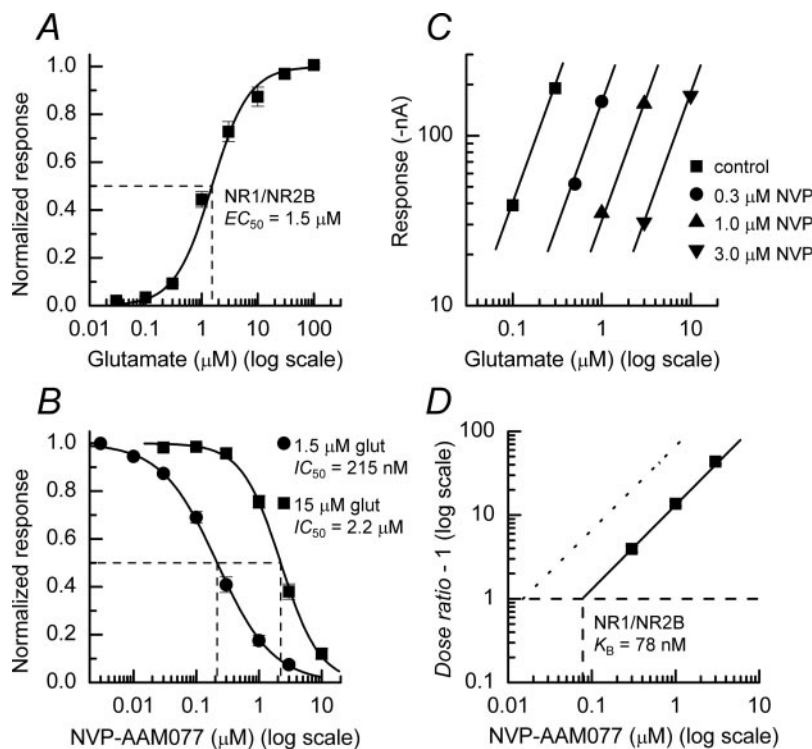 A
1.0
0.8
0.6
0.4
0.2
0.0
Normalized response
NR1/NR2B
EC50 = 1.5 μM
0.01 0.1 1 10 100
Glutamate (μM) (log scale)
C
100
10
Response (-nA)
control
0.3 μM NVP
1.0 μM NVP
3.0 μM NVP
0.1 1 10
Glutamate (μM) (log scale)
B
1.0
0.8
0.6
0.4
0.2
0.0
Normalized response
1.5 μM glut
IC50 = 215 nM
15 μM glut
IC50 = 2.2 μM
0.01 0.1 1 10
NVP-AAM077 (μM) (log scale)
D
100
10
1
0.1
Dose ratio - 1 (log scale)
NR1/NR2B
KB = 78 nM
0.01 0.1 1 10
NVP-AAM077 (μM) (log scale)